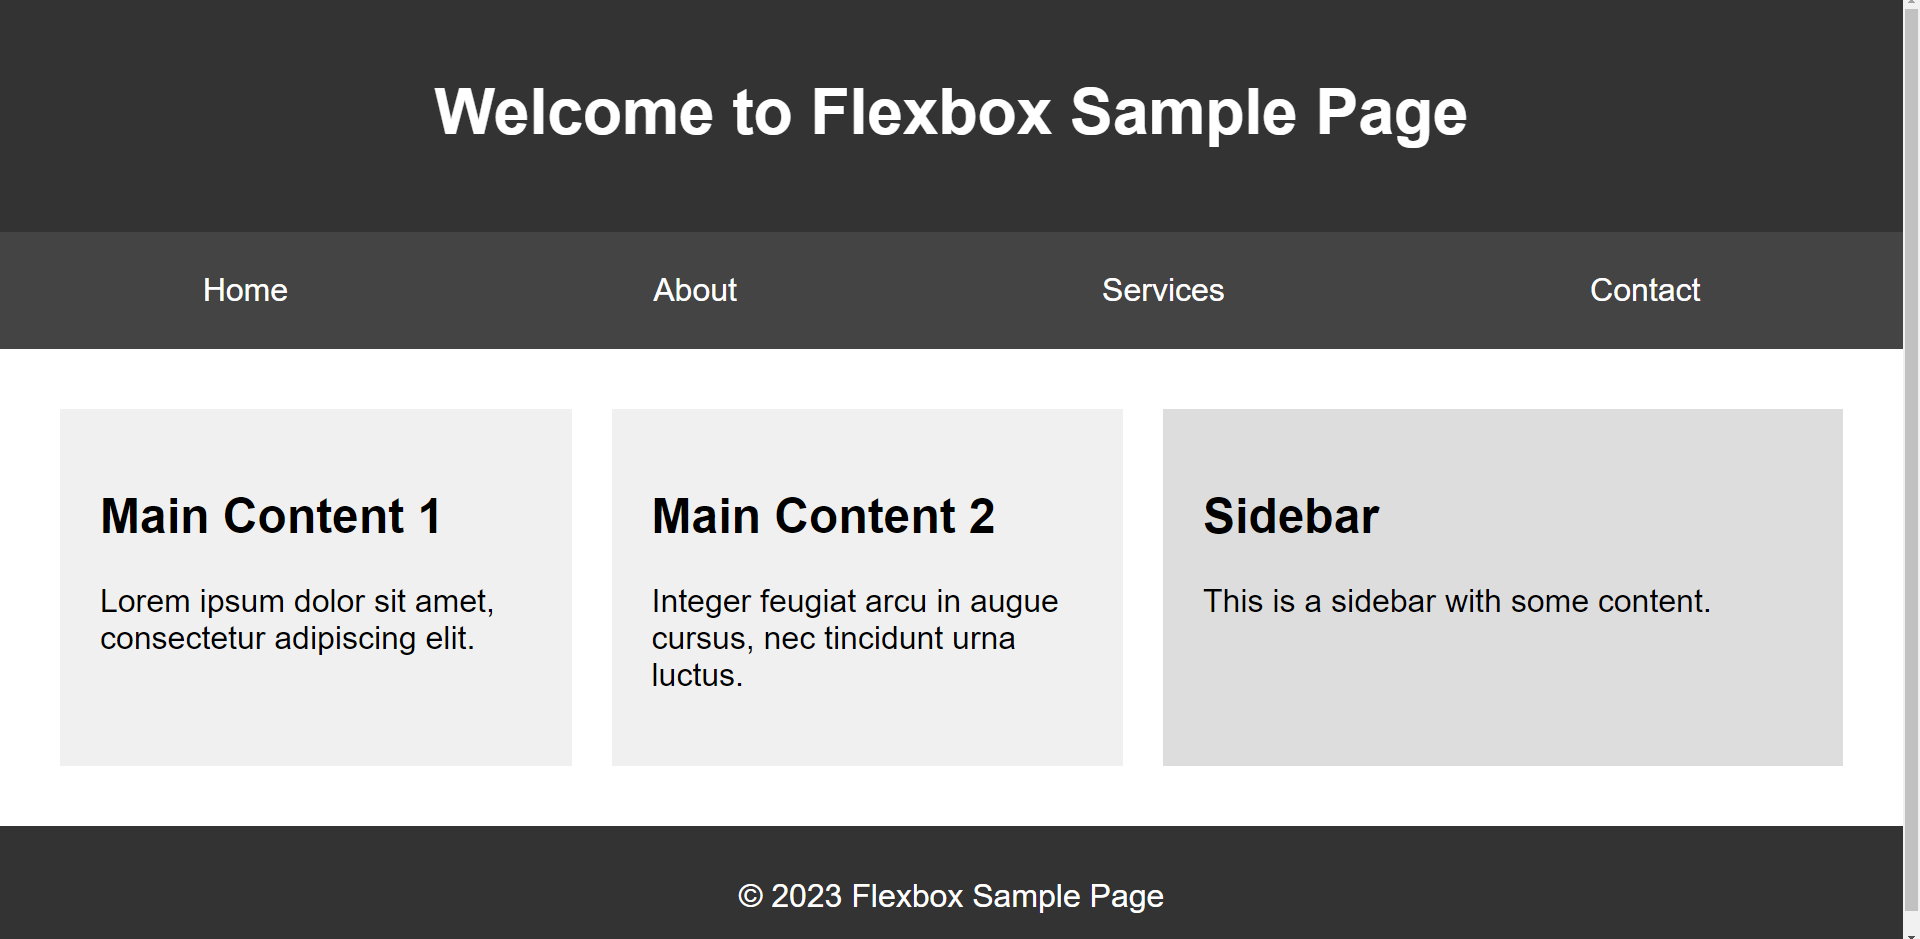 Welcome to Flexbox Sample Page
Home About Services Contact
Main Content 1
Lorem ipsum dolor sit amet,
consectetur adipiscing elit.
Main Content 2
Integer feugiat arcu in augue
cursus, nec tincidunt urna
luctus.
Sidebar
This is a sidebar with some content.
© 2023 Flexbox Sample Page